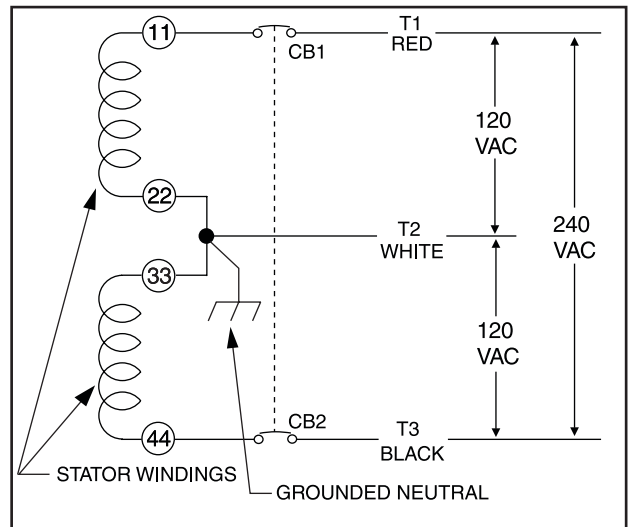 11
CB1
T1
RED
120
VAC
22
T2
WHITE
240
VAC
33
120
VAC
44
CB2
T3
BLACK
STATOR WINDINGS
GROUNDED NEUTRAL